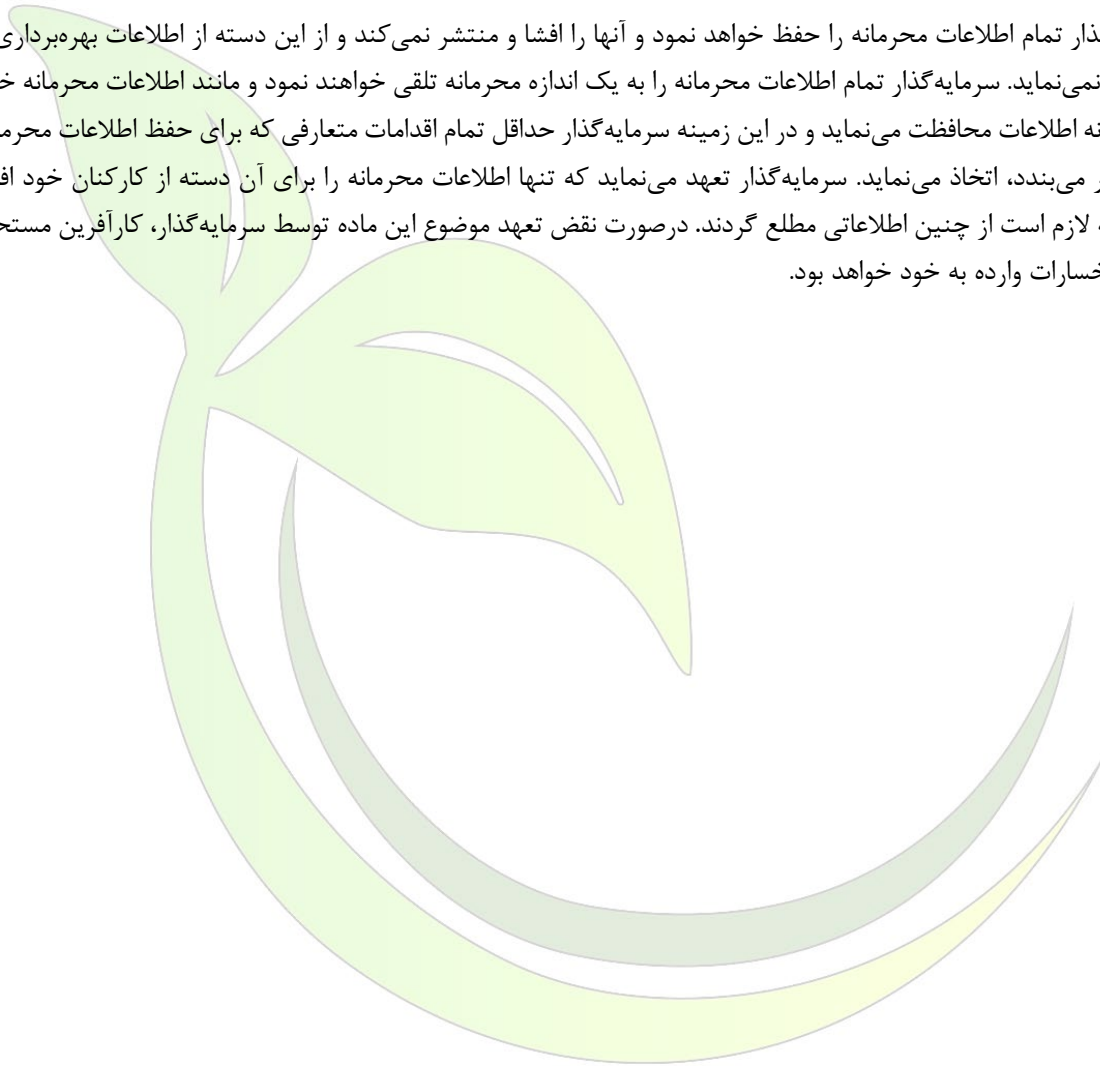 ذار تمام اطلاعات محرمانه را حفظ خواهد نمود و آنها را افشا و منتشر نمی‌کند و از این دسته از اطلاعات بهره‌برداری
نمی‌نماید. سرمایه‌گذار تمام اطلاعات محرمانه را به یک اندازه محرمانه تلقی خواهند نمود و مانند اطلاعات محرمانه
اطلاعات محافظت می‌نماید و در این زمینه سرمایه‌گذار حداقل تمام اقدامات متعارفی که برای حفظ اطلاعات
می‌بندد، اتخاذ می‌نماید. سرمایه‌گذار تعهد می‌نماید که تنها اطلاعات محرمانه را برای آن دسته از کارکنان خود
لازم است از چنین اطلاعاتی مطلع گردند. درصورت نقض تعهد موضوع این ماده توسط سرمایه‌گذار، کارآفرین
خسارات وارده به خود خواهد بود.